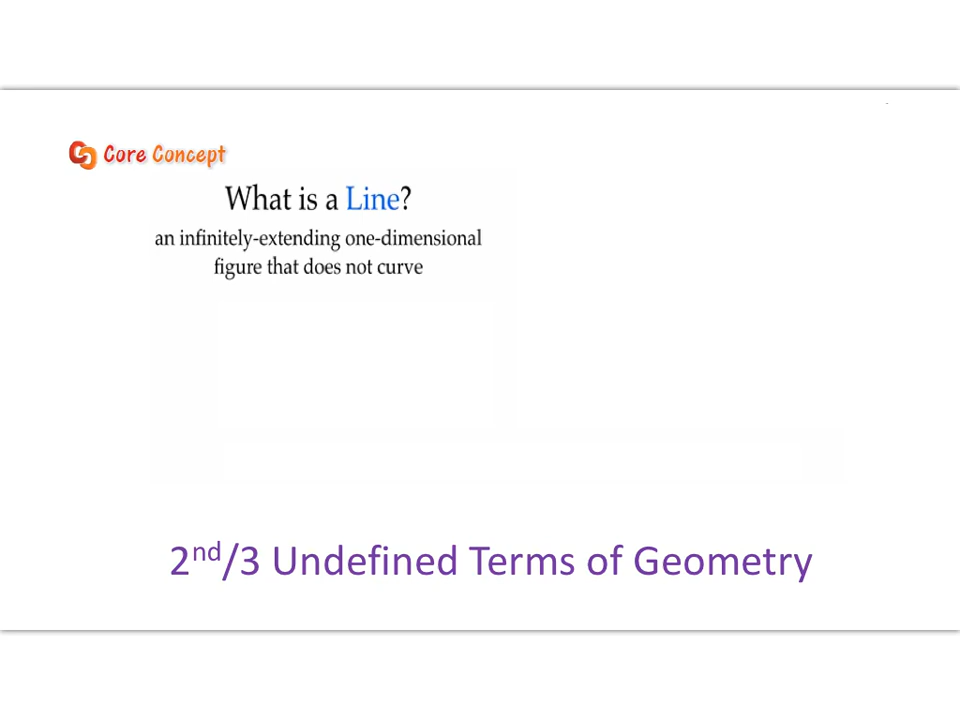 Core Concept
What is a Line?
an infinitely-extending one-dimensional
figure that does not curve
2nd/3 Undefined Terms of Geometry